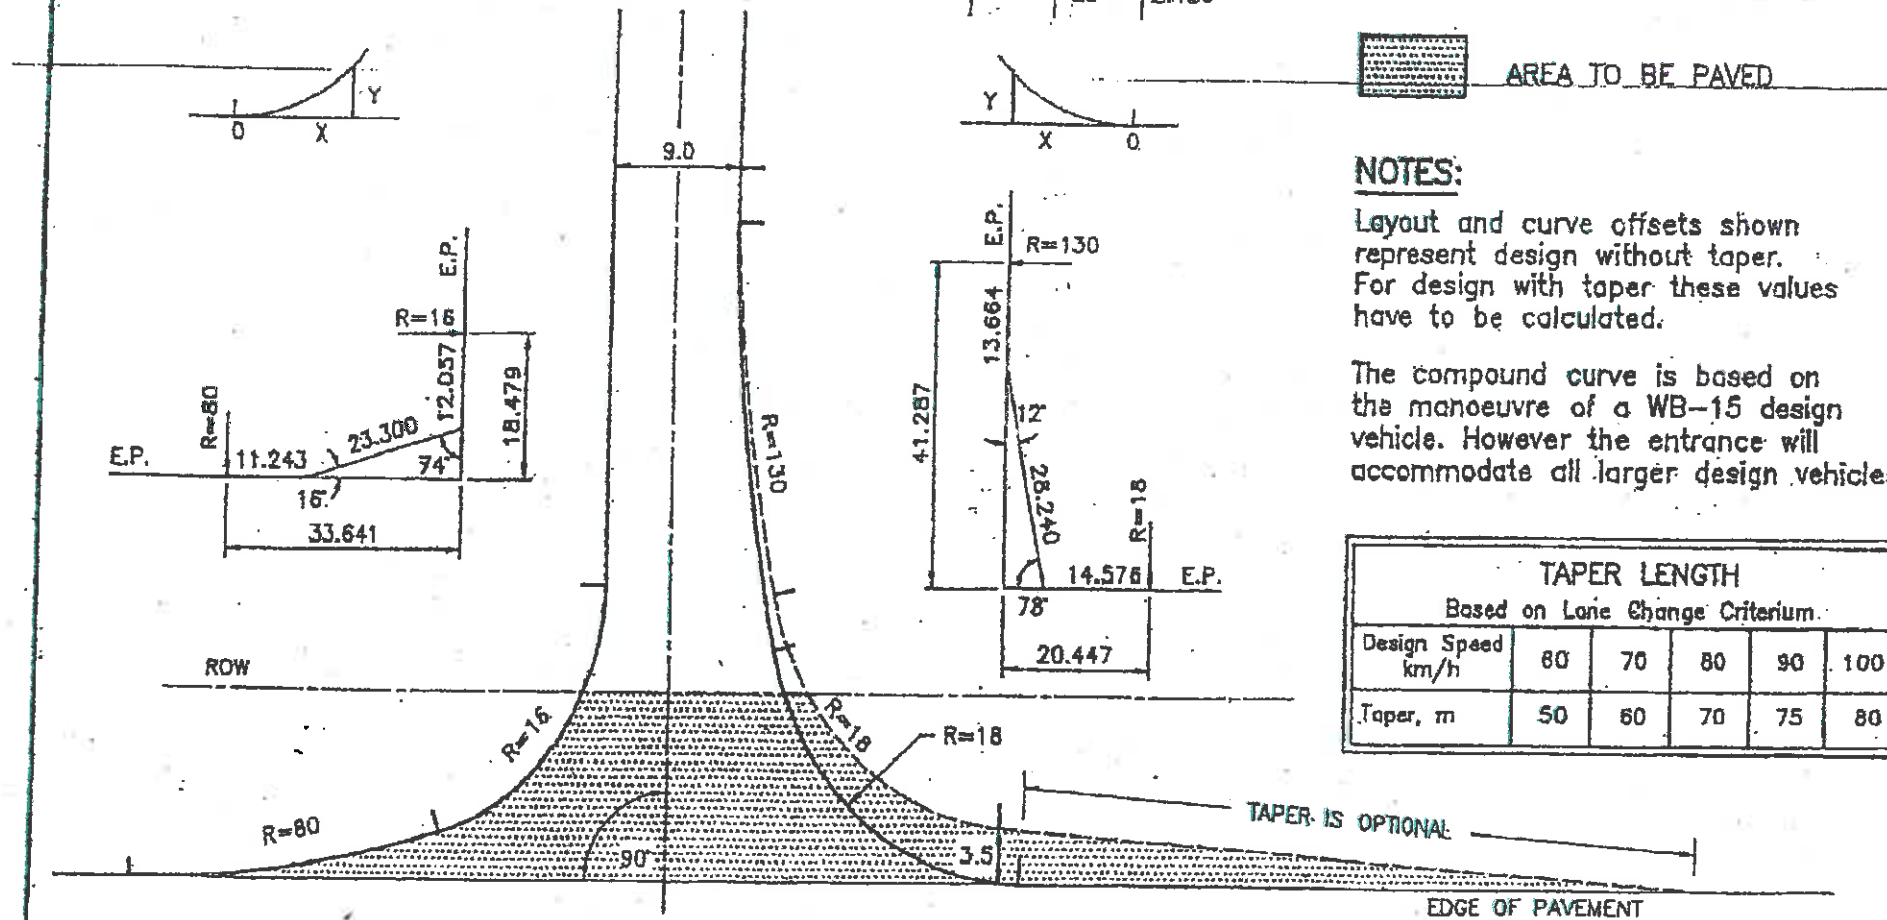 Y
O
X
Y
X
O
AREA TO BE PAVED
9.0
NOTES:
Layout and curve offsets shown
represent design without taper.
For design with taper these values
have to be calculated.
The compound curve is based on
the manoeuvre of a WB-15 design
vehicle. However the entrance will
accommodate all larger design vehicle
E.P.
R=16
12.057
18.479
R=80
E.P.
11.243
23.300
74°
16°
33.641
E.P.
R=130
13.664
41.287
12°
28.240
R=18
14.576
E.P.
78°
20.447
R=130
TAPER LENGTH
Based on Lane Change Criterium.
Design Speed km/h 60 70 80 90 100
Taper, m 50 60 70 75 80
ROW
R=16
R=18
R=18
R=80
90°
3.5
TAPER IS OPTIONAL
EDGE OF PAVEMENT